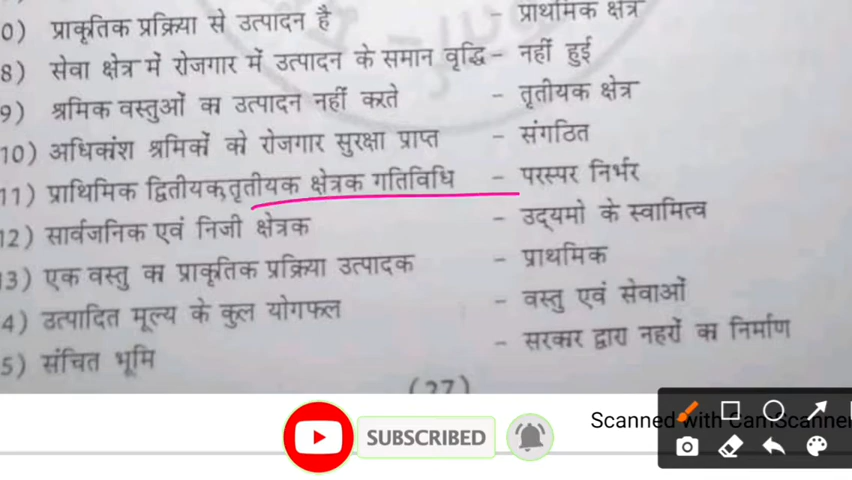 0) प्राकृतिक प्रक्रिया से उत्पादन है - प्राथमिक क्षेत्र
8) सेवा क्षेत्र में रोजगार में उत्पादन के समान वृद्धि - नहीं हुई
9) श्रमिक वस्तुओं का उत्पादन नहीं करते - तृतीयक क्षेत्र
10) अधिकांश श्रमिकों को रोजगार सुरक्षा प्राप्त - संगठित
11) प्राथिमिक द्वितीयक,तृतीयक क्षेत्रक गतिविधि - परस्पर निर्भर
12) सार्वजनिक एवं निजी क्षेत्रक - उद्यमो के स्वामित्व
13) एक वस्तु का प्राकृतिक प्रक्रिया उत्पादक - प्राथमिक
4) उत्पादित मूल्य के कुल योगफल - वस्तु एवं सेवाओं
5) संचित भूमि - सरकार द्वारा नहरों का निर्माण
(27)
Scanned with CamScanner
SUBSCRIBED